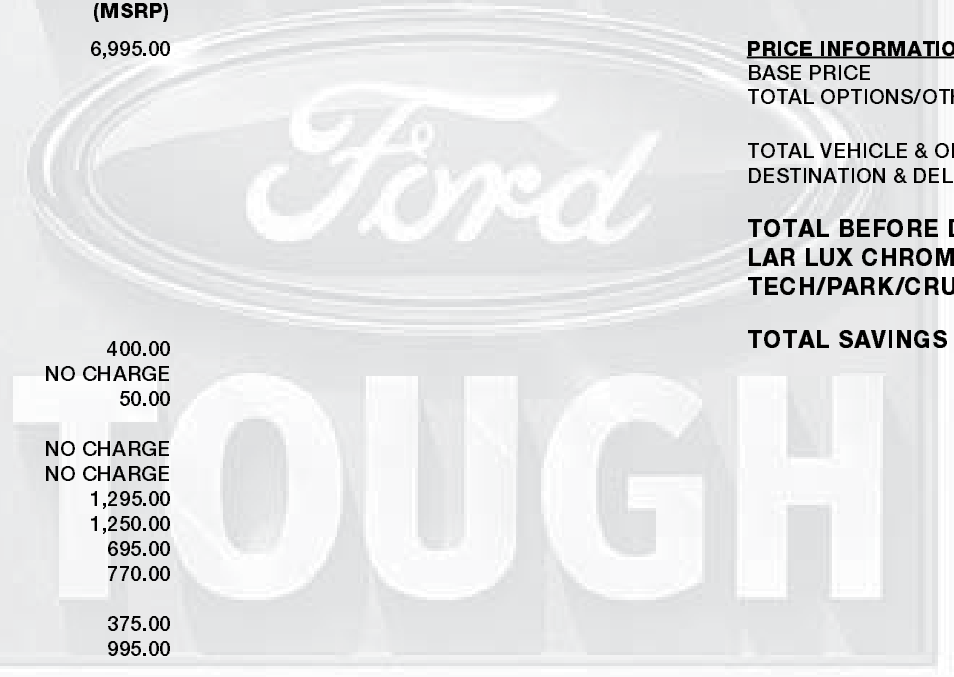 (MSRP)
6,995.00
400.00
NO CHARGE
50.00
NO CHARGE
NO CHARGE
1,295.00
1,250.00
695.00
770.00
375.00
995.00
Ford
TOUGH
PRICE INFORMATIO
BASE PRICE
TOTAL OPTIONS/OTH
TOTAL VEHICLE & O
DESTINATION & DEL
TOTAL BEFORE D
LAR LUX CHROM
TECH/PARK/CRU
TOTAL SAVINGS